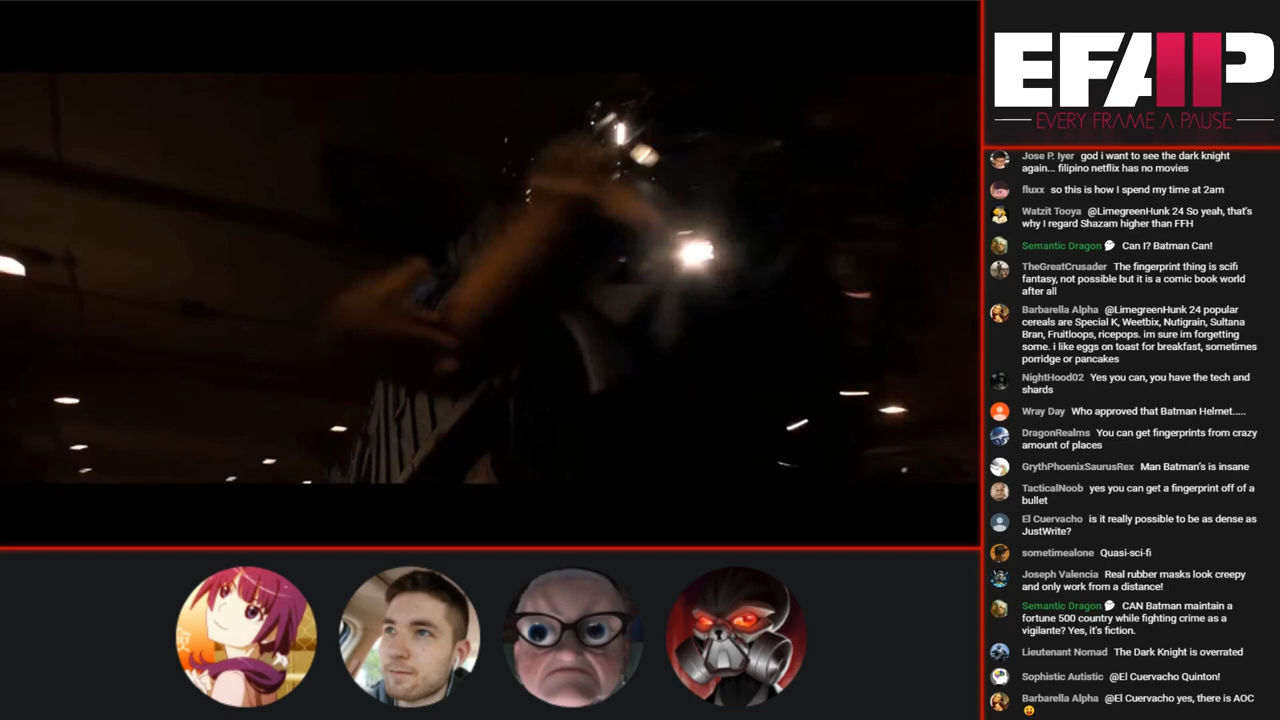 EFAP
EVERY FRAME A PAUSE
Jose P. Iyer god i want to see the dark knight
again... filipino netflix has no movies
fluxx so this is how I spend my time at 2am
Watzit Tooya @LimegreenHunk 24 So yeah, that's
why I regard Shazam higher than FFH
Semantic Dragon Can I? Batman Can!
TheGreatCrusader The fingerprint thing is scifi
fantasy, not possible but it is a comic book world
after all
Barbarella Alpha @LimegreenHunk 24 popular
cereals are Special K, Weetbix, Nutigrain, Sultana
Bran, Fruitloops, ricepops. im sure im forgetting
some. i like eggs on toast for breakfast, sometimes
porridge or pancakes
NightHood02 Yes you can, you have the tech and
shards
Wray Day Who approved that Batman Helmet.....
DragonRealms You can get fingerprints from crazy
amount of places
GrythPhoenixSaurusRex Man Batman's is insane
TacticalNoob yes you can get a fingerprint off of a
bullet
El Cuervacho is it really possible to be as dense as
JustWrite?
sometimealone Quasi-sci-fi
Joseph Valencia Real rubber masks look creepy
and only work from a distance!
Semantic Dragon CAN Batman maintain a
fortune 500 country while fighting crime as a
vigilante? Yes, it's fiction.
Lieutenant Nomad The Dark Knight is overrated
Sophistic Autistic @El Cuervacho Quinton!
Barbarella Alpha @El Cuervacho yes, there is AOC